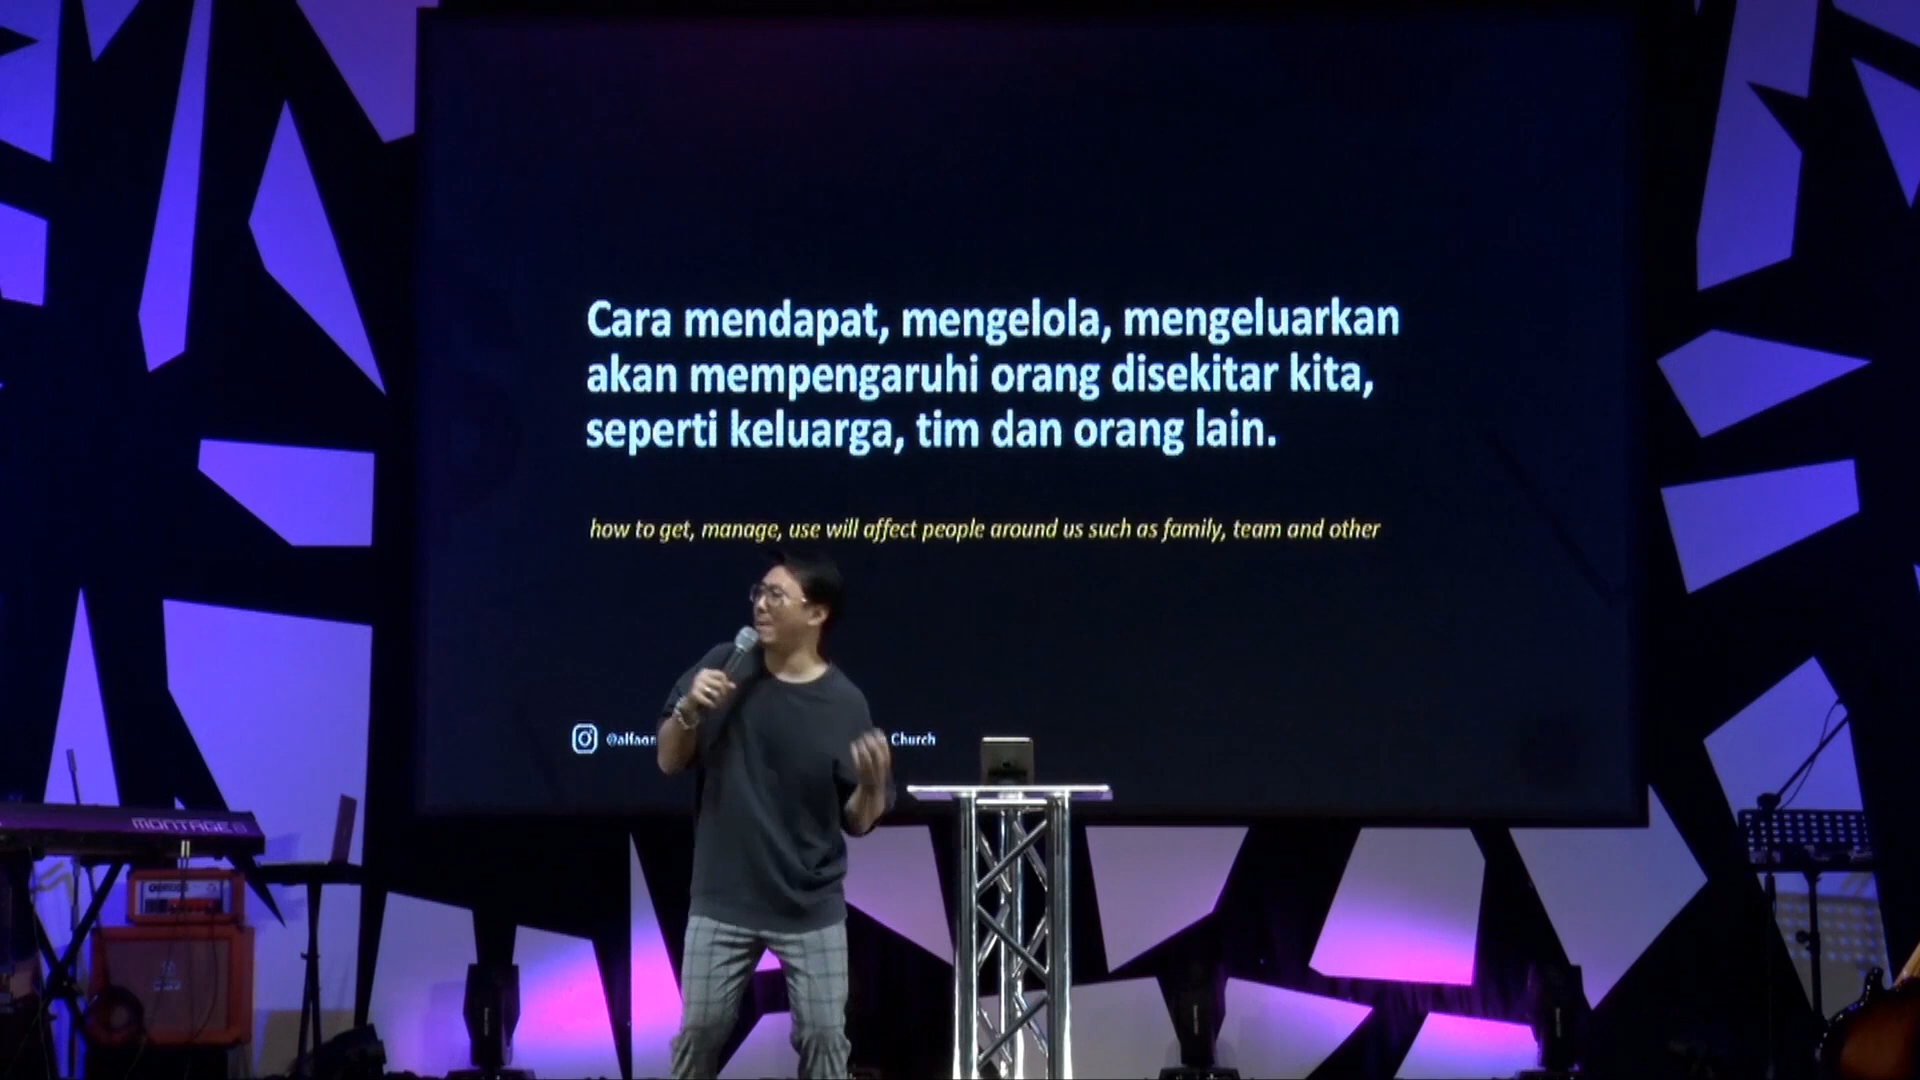 Cara mendapat, mengelola, mengeluarkan
akan mempengaruhi orang disekitar kita,
seperti keluarga, tim dan orang lain.
how to get, manage, use will affect people around us such as family, team and other
Church
MONTAGE